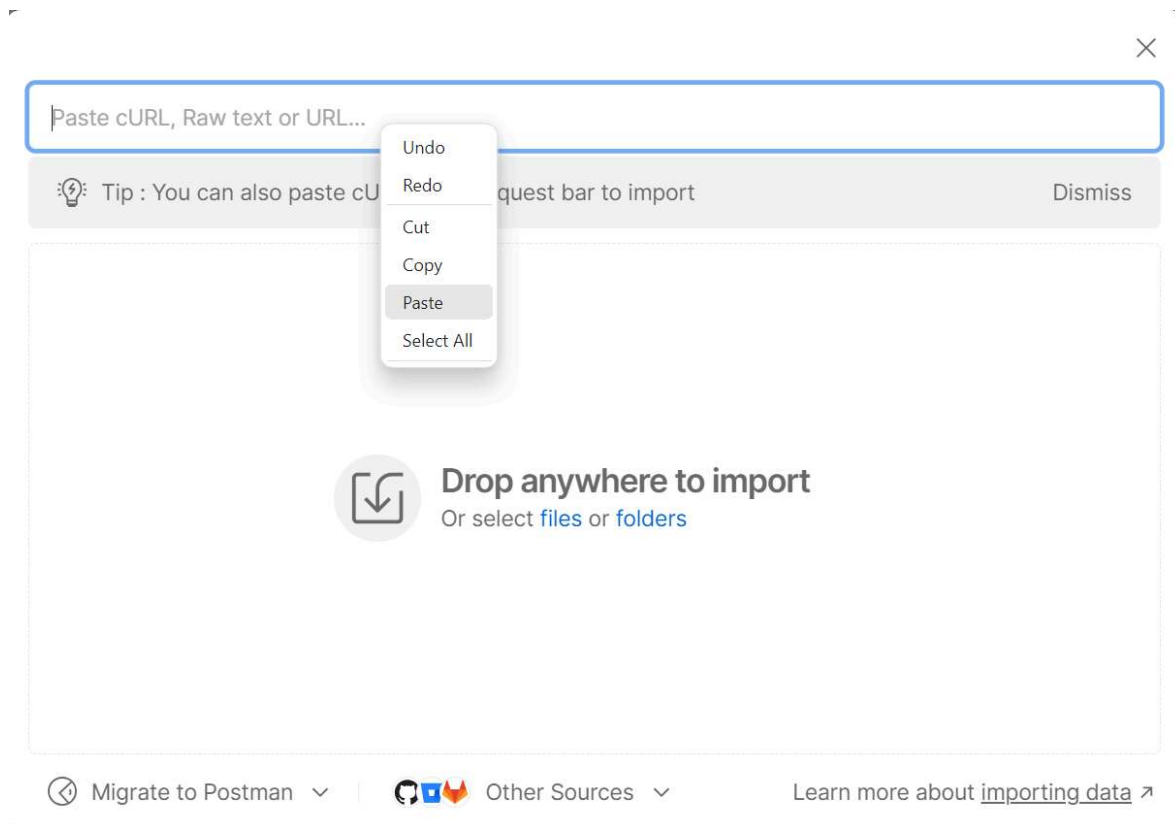 Paste cURL, Raw text or URL...
Undo
Redo
Cut
Copy
Paste
Select All
Tip : You can also paste cU quest bar to import
Dismiss
Drop anywhere to import
Or select files or folders
Migrate to Postman
Other Sources
Learn more about importing data ↗